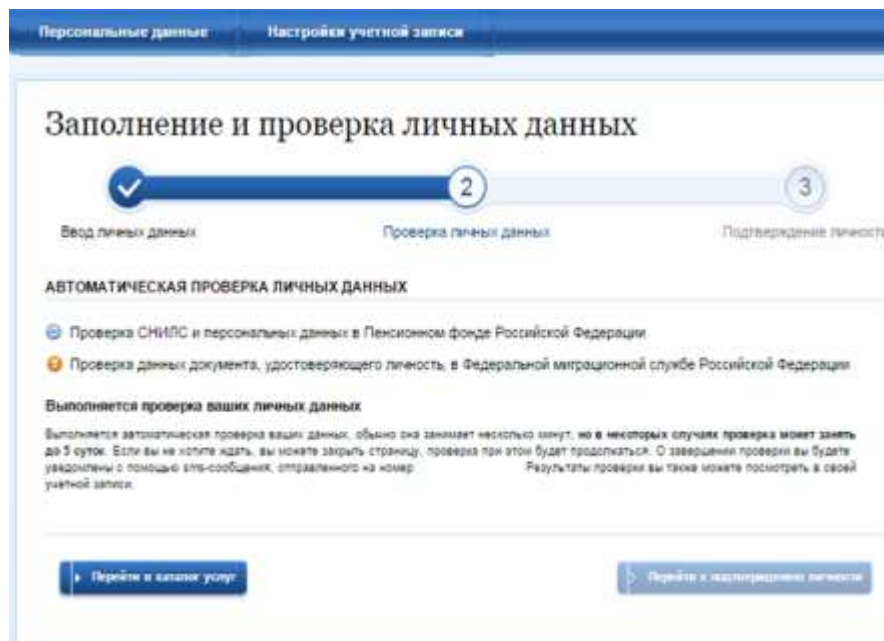 Персональные данные Настройки учетной записи
Заполнение и проверка личных данных
2 3
Ввод личных данных Проверка личных данных Подтверждение личности
АВТОМАТИЧЕСКАЯ ПРОВЕРКА ЛИЧНЫХ ДАННЫХ
Проверка СНИЛС и персональных данных в Пенсионном фонде Российской Федерации
Проверка данных документа, удостоверяющего личность, в Федеральной миграционной службе Российской Федерации
Выполняется проверка ваших личных данных
Выполняется автоматическая проверка ваших данных, обычно она занимает несколько минут, но в некоторых случаях проверка может занять
до 5 суток. Если вы не хотите ждать, вы можете закрыть страницу, проверка при этом будет продолжаться. О завершении проверки вы будете
уведомлены с помощью sms-сообщения, отправленного на номер Результаты проверки вы также можете посмотреть в своей
учетной записи.
Перейти в каталог услуг Перейти к подтверждению личности